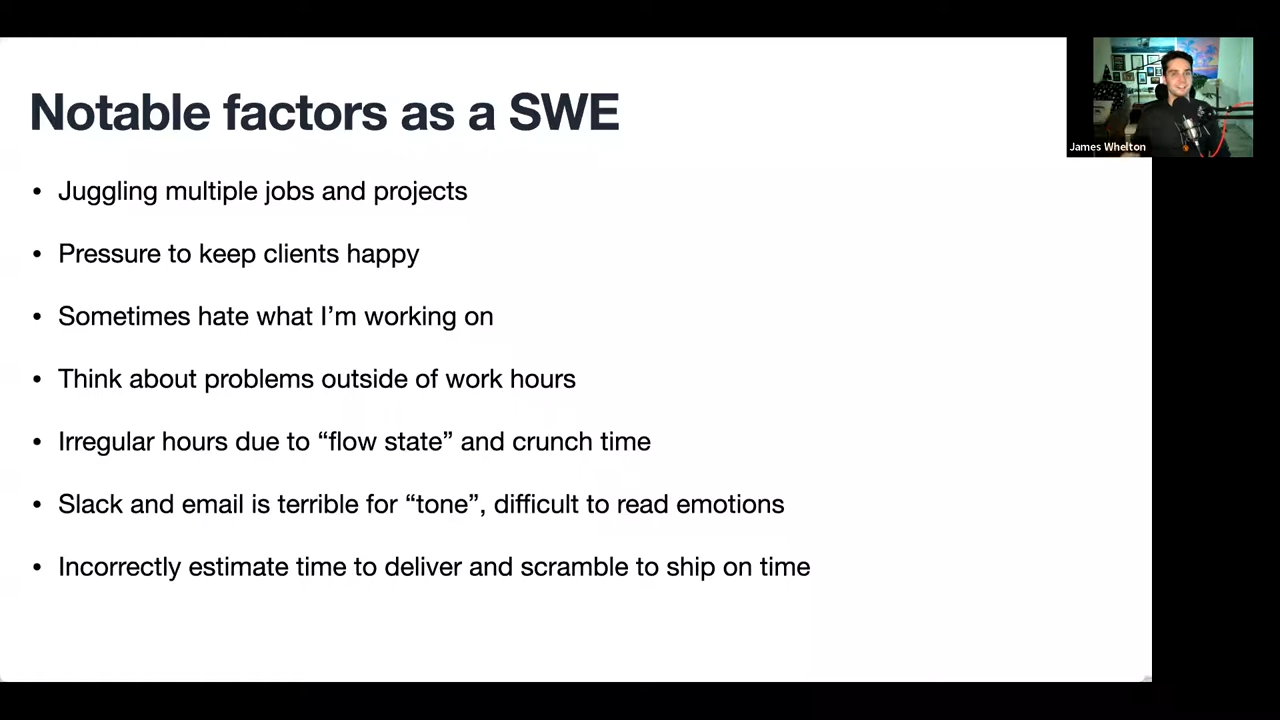 Notable factors as a SWE
• Juggling multiple jobs and projects
• Pressure to keep clients happy
• Sometimes hate what I’m working on
• Think about problems outside of work hours
• Irregular hours due to “flow state” and crunch time
• Slack and email is terrible for “tone”, difficult to read emotions
• Incorrectly estimate time to deliver and scramble to ship on time
James Whelton